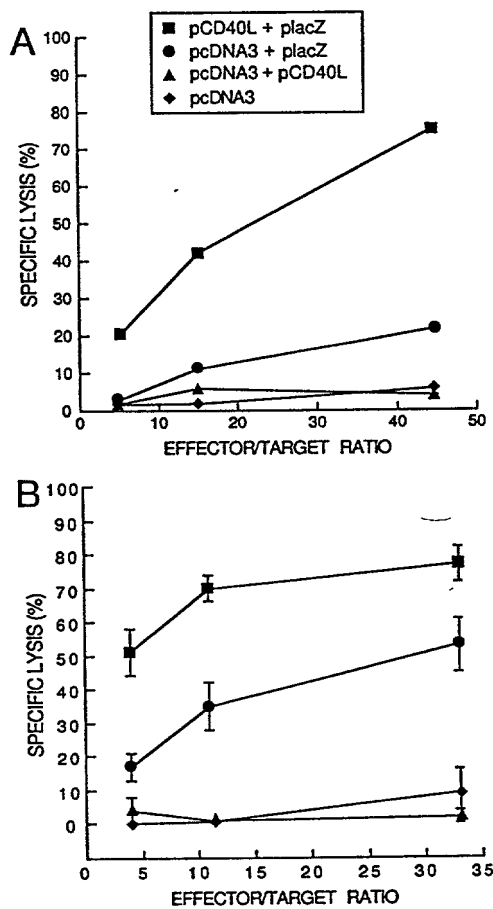 A
pCD40L + placZ
pcDNA3 + placZ
pcDNA3 + pCD40L
pcDNA3
100
90
80
70
60
50
40
30
20
10
0
SPECIFIC LYSIS (%)
0 10 20 30 40 50
EFFECTOR/TARGET RATIO
B
100
90
80
70
60
50
40
30
20
10
0
SPECIFIC LYSIS (%)
0 5 10 15 20 25 30 35
EFFECTOR/TARGET RATIO